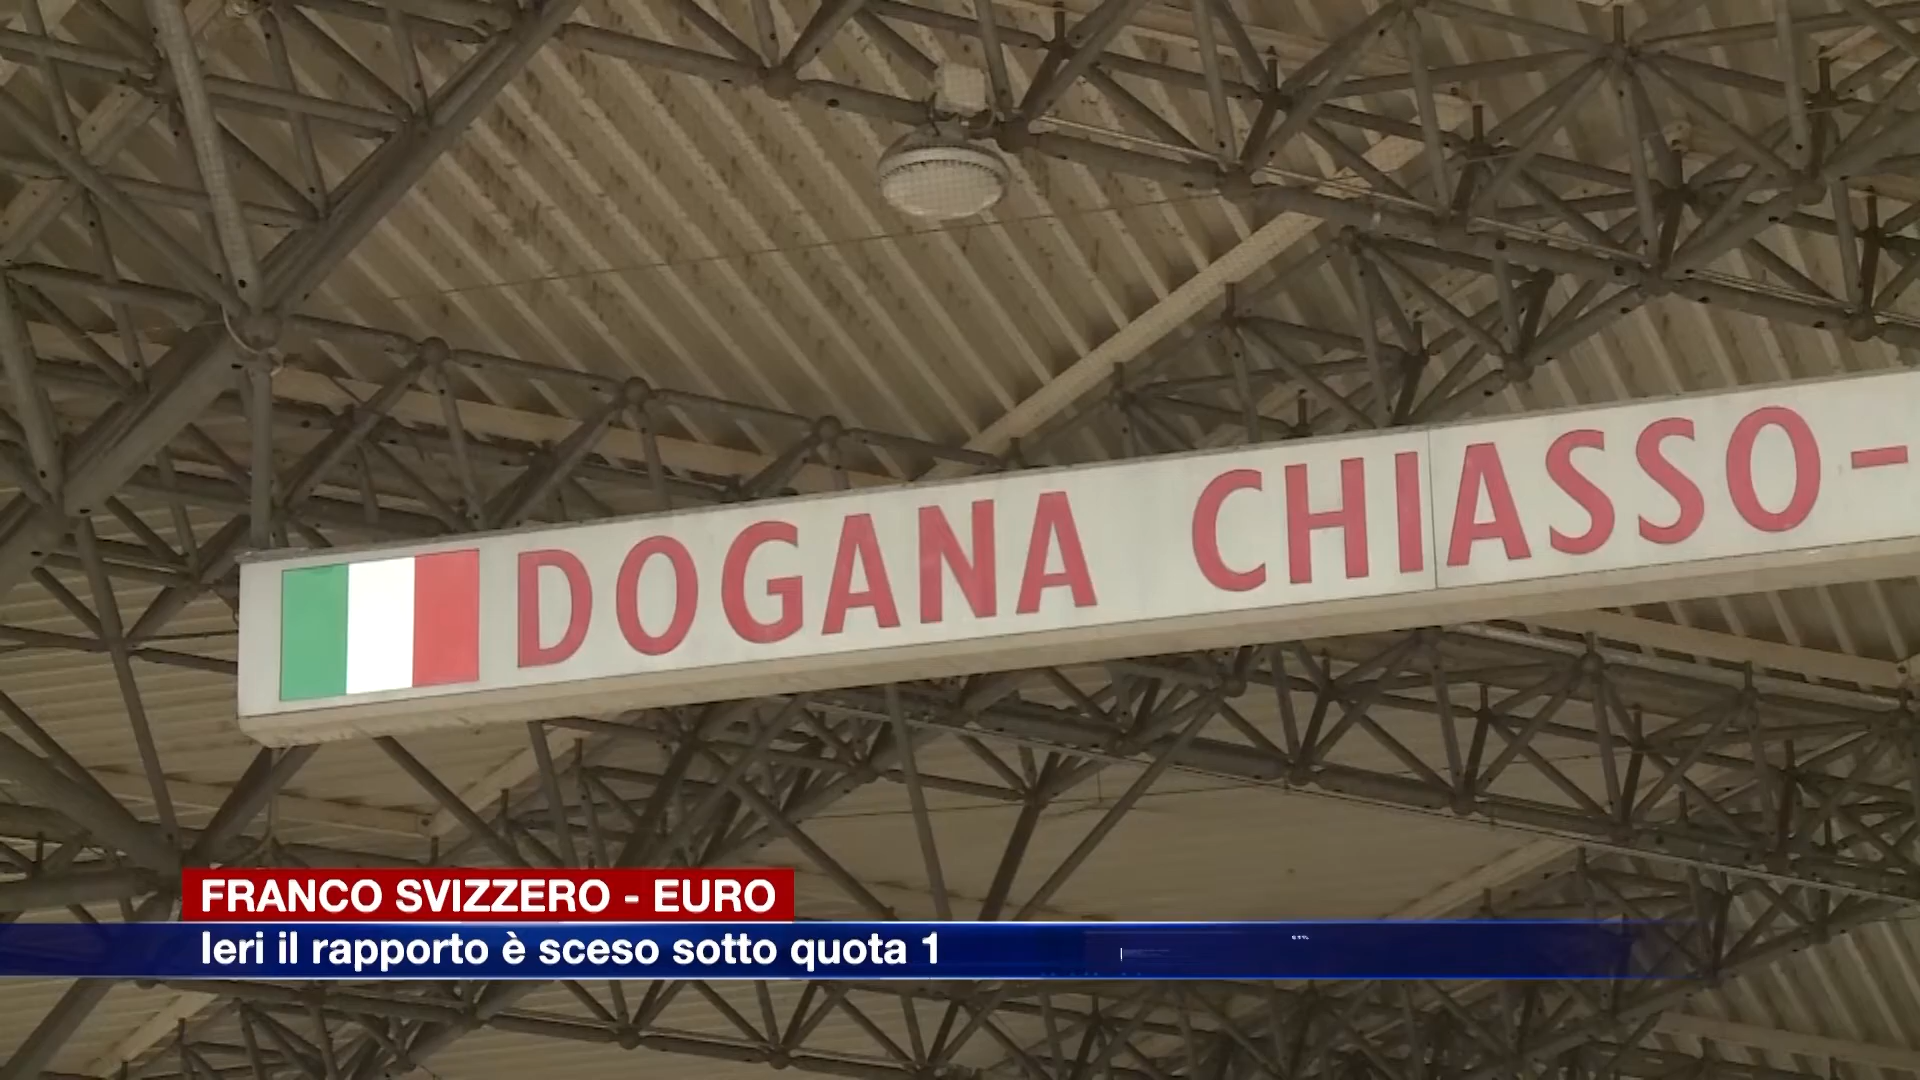 DOGANA CHIASSO-
FRANCO SVIZZERO - EURO
Ieri il rapporto è sceso sotto quota 1